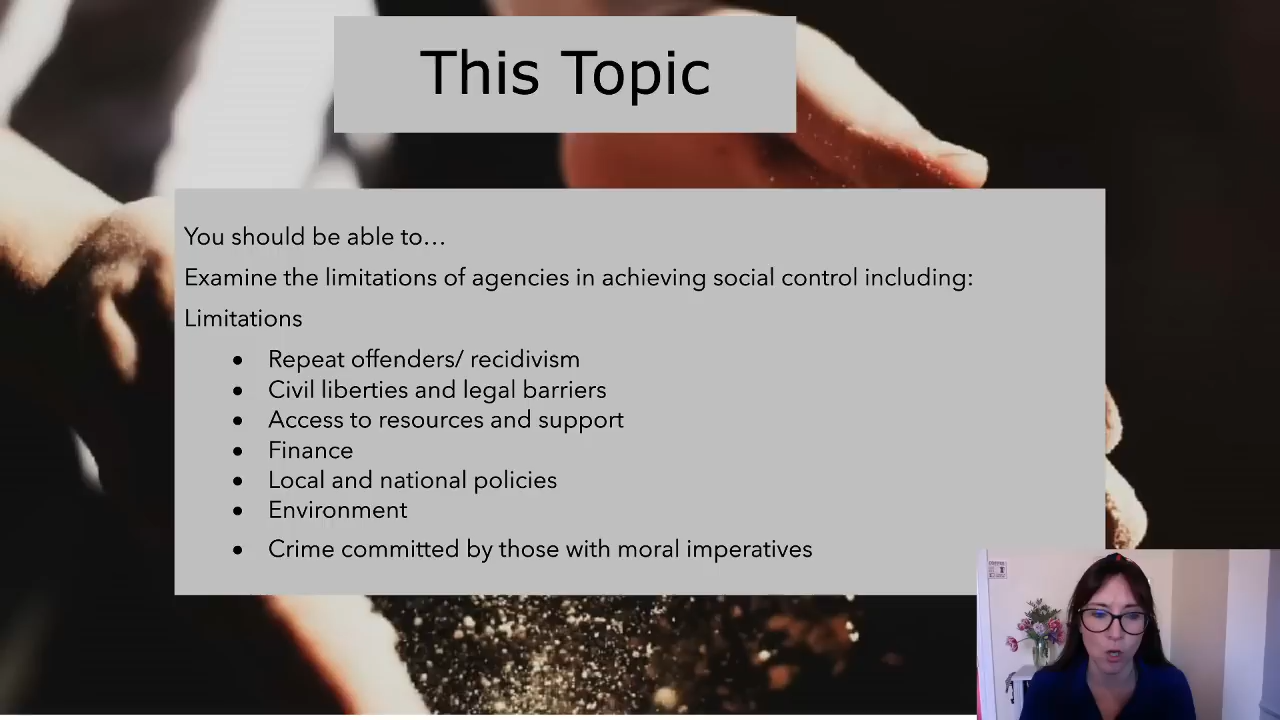 This Topic
You should be able to…
Examine the limitations of agencies in achieving social control including:
Limitations
• Repeat offenders/ recidivism
• Civil liberties and legal barriers
• Access to resources and support
• Finance
• Local and national policies
• Environment
• Crime committed by those with moral imperatives